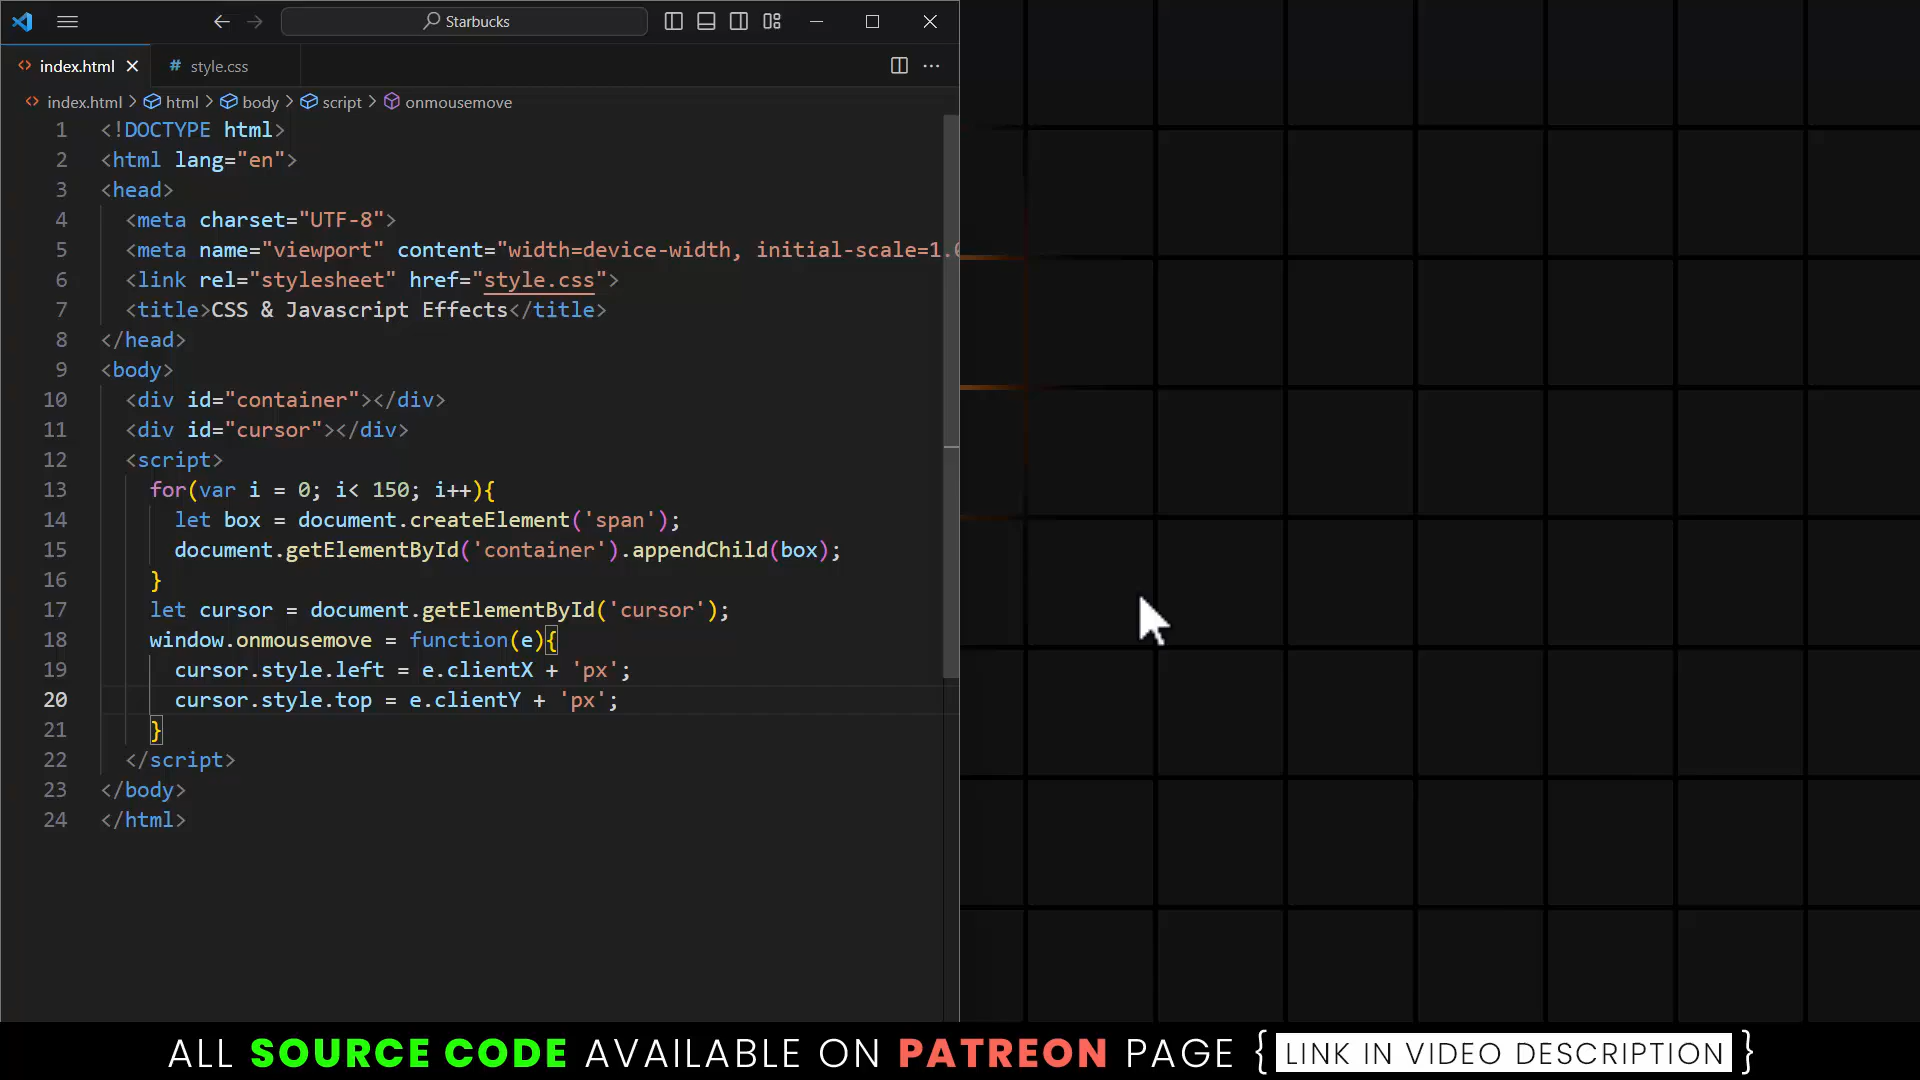 Starbucks
index.html
# style.css
index.html > html > body > script > onmousemove
1 <!DOCTYPE html>
2 <html lang="en">
3 <head>
4 <meta charset="UTF-8">
5 <meta name="viewport" content="width=device-width, initial-scale=1.0
6 <link rel="stylesheet" href="style.css">
7 <title>CSS & Javascript Effects</title>
8 </head>
9 <body>
10 <div id="container"></div>
11 <div id="cursor"></div>
12 <script>
13 for(var i = 0; i< 150; i++){
14 let box = document.createElement('span');
15 document.getElementById('container').appendChild(box);
16 }
17 let cursor = document.getElementById('cursor');
18 window.onmousemove = function(e){
19 cursor.style.left = e.clientX + 'px';
20 cursor.style.top = e.clientY + 'px';
21 }
22 </script>
23 </body>
24 </html>
ALL SOURCE CODE AVAILABLE ON PATREON PAGE { LINK IN VIDEO DESCRIPTION }